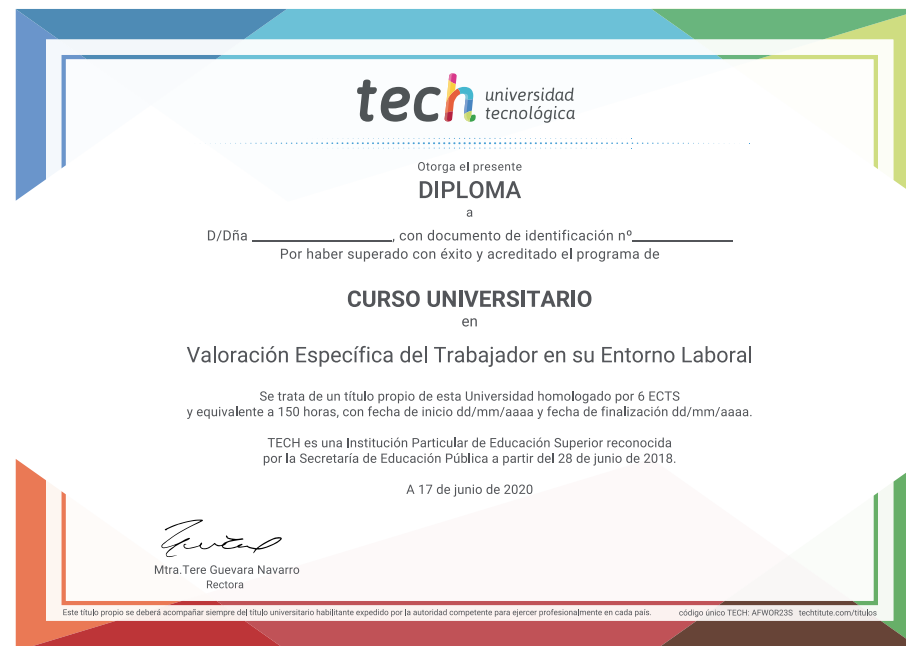 tech universidad
tecnológica
Otorga el presente
DIPLOMA
a
D/Dña ____________________, con documento de identificación nº______________
Por haber superado con éxito y acreditado el programa de
CURSO UNIVERSITARIO
en
Valoración Específica del Trabajador en su Entorno Laboral
Se trata de un título propio de esta Universidad homologado por 6 ECTS
y equivalente a 150 horas, con fecha de inicio dd/mm/aaaa y fecha de finalización dd/mm/aaaa.
TECH es una Institución Particular de Educación Superior reconocida
por la Secretaría de Educación Pública a partir del 28 de junio de 2018.
A 17 de junio de 2020
Mtra.Tere Guevara Navarro
Rectora
Este título propio se deberá acompañar siempre del título universitario habilitante expedido por la autoridad competente para ejercer profesionalmente en cada país. código único TECH: AFWOR23S techtitute.com/titulos